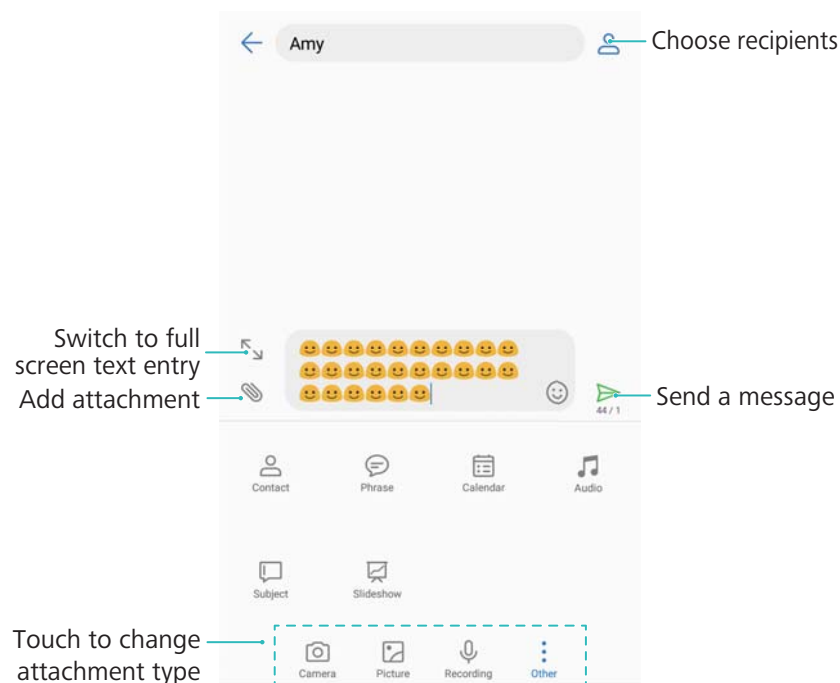 Amy
Choose recipients
Switch to full
screen text entry
Add attachment
Send a message
44 / 1
Contact
Phrase
Calendar
Audio
Subject
Slideshow
Touch to change
attachment type
Camera
Picture
Recording
Other